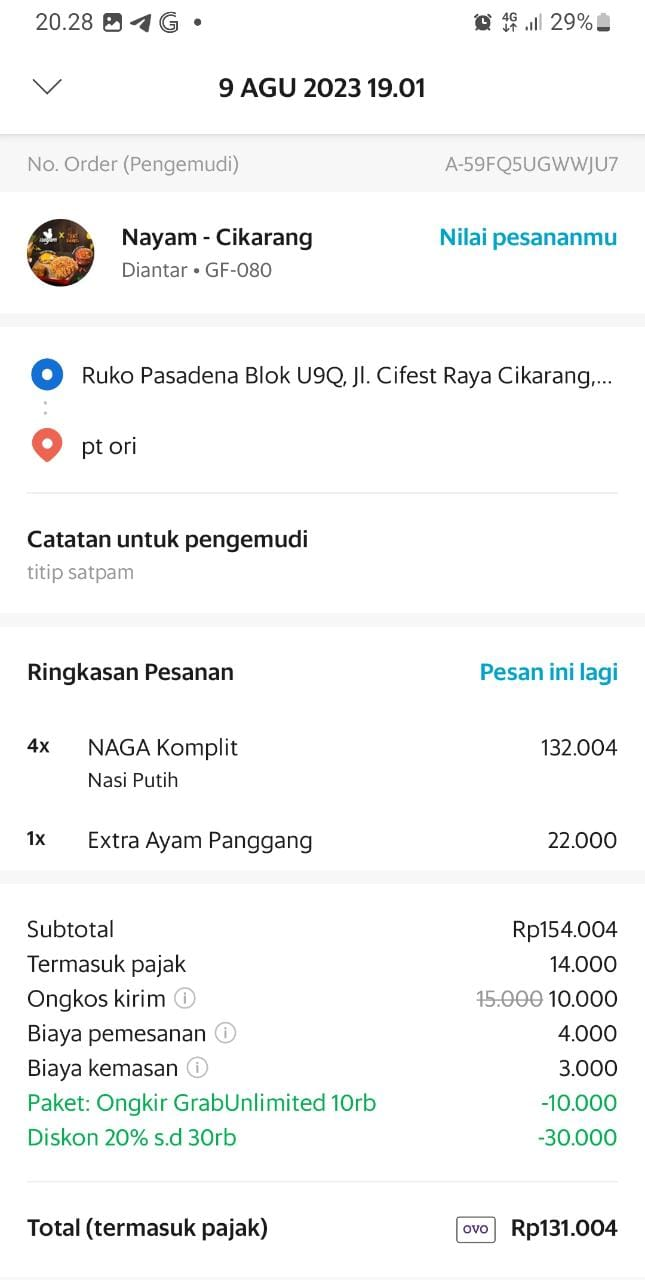 20.28 4G 29%
9 AGU 2023 19.01
No. Order (Pengemudi) A-59FQ5UGWWJU7
Nayam - Cikarang Nilai pesananmu
Diantar • GF-080
Ruko Pasadena Blok U9Q, Jl. Cifest Raya Cikarang,...
pt ori
Catatan untuk pengemudi
titip satpam
Ringkasan Pesanan Pesan ini lagi
4x NAGA Komplit 132.004
Nasi Putih
1x Extra Ayam Panggang 22.000
Subtotal Rp154.004
Termasuk pajak 14.000
Ongkos kirim 15.000 10.000
Biaya pemesanan 4.000
Biaya kemasan 3.000
Paket: Ongkir GrabUnlimited 10rb -10.000
Diskon 20% s.d 30rb -30.000
Total (termasuk pajak) OVO Rp131.004